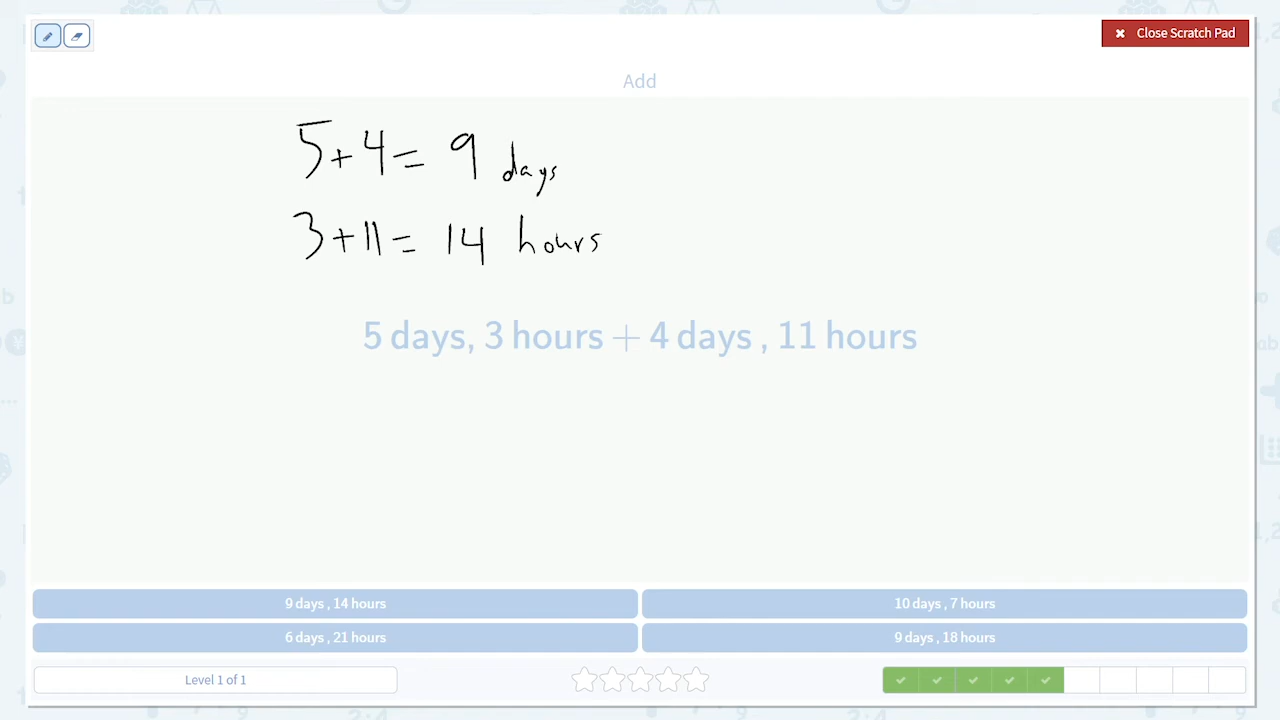 Close Scratch Pad
Add
5+4= 9 days
3+11= 14 hours
5 days, 3 hours + 4 days , 11 hours
9 days , 14 hours
10 days , 7 hours
6 days , 21 hours
9 days , 18 hours
Level 1 of 1